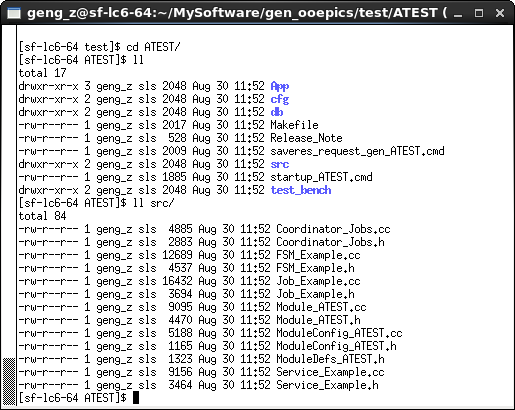 geng_z@sf-lc6-64:~/MySoftware/gen_ooepics/test/ATEST (
[sf-lc6-64 test]$ cd ATEST/
[sf-lc6-64 ATEST]$ ll
total 17
drwxr-xr-x 3 geng_z sls 2048 Aug 30 11:52 App
drwxr-xr-x 2 geng_z sls 2048 Aug 30 11:52 cfg
drwxr-xr-x 2 geng_z sls 2048 Aug 30 11:52 db
-rw-r--r-- 1 geng_z sls 2017 Aug 30 11:52 Makefile
-rw-r--r-- 1 geng_z sls  528 Aug 30 11:52 Release_Note
-rw-r--r-- 1 geng_z sls 2009 Aug 30 11:52 saveres_request_gen_ATEST.cmd
drwxr-xr-x 2 geng_z sls 2048 Aug 30 11:52 src
-rw-r--r-- 1 geng_z sls 1885 Aug 30 11:52 startup_ATEST.cmd
drwxr-xr-x 2 geng_z sls 2048 Aug 30 11:52 test_bench
[sf-lc6-64 ATEST]$ ll src/
total 84
-rw-r--r-- 1 geng_z sls  4885 Aug 30 11:52 Coordinator_Jobs.cc
-rw-r--r-- 1 geng_z sls  2883 Aug 30 11:52 Coordinator_Jobs.h
-rw-r--r-- 1 geng_z sls 12689 Aug 30 11:52 FSM_Example.cc
-rw-r--r-- 1 geng_z sls  4537 Aug 30 11:52 FSM_Example.h
-rw-r--r-- 1 geng_z sls 16432 Aug 30 11:52 Job_Example.cc
-rw-r--r-- 1 geng_z sls  3694 Aug 30 11:52 Job_Example.h
-rw-r--r-- 1 geng_z sls  9095 Aug 30 11:52 Module_ATEST.cc
-rw-r--r-- 1 geng_z sls  4470 Aug 30 11:52 Module_ATEST.h
-rw-r--r-- 1 geng_z sls  5188 Aug 30 11:52 ModuleConfig_ATEST.cc
-rw-r--r-- 1 geng_z sls  1165 Aug 30 11:52 ModuleConfig_ATEST.h
-rw-r--r-- 1 geng_z sls  1323 Aug 30 11:52 ModuleDefs_ATEST.h
-rw-r--r-- 1 geng_z sls  9156 Aug 30 11:52 Service_Example.cc
-rw-r--r-- 1 geng_z sls  3464 Aug 30 11:52 Service_Example.h
[sf-lc6-64 ATEST]$